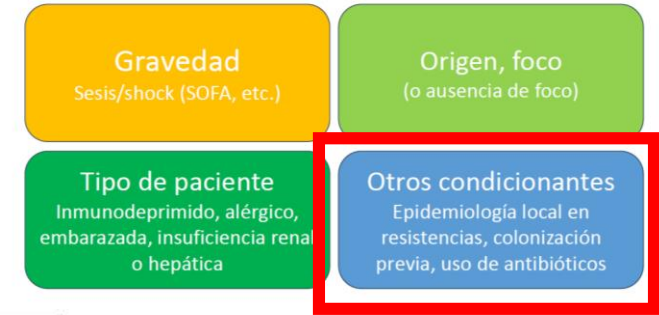 Gravedad
Sesis/shock (SOFA, etc.)
Origen, foco
(o ausencia de foco)
Tipo de paciente
Inmunodeprimido, alérgico,
embarazada, insuficiencia renal
o hepática
Otros condicionantes
Epidemiología local en
resistencias, colonización
previa, uso de antibióticos